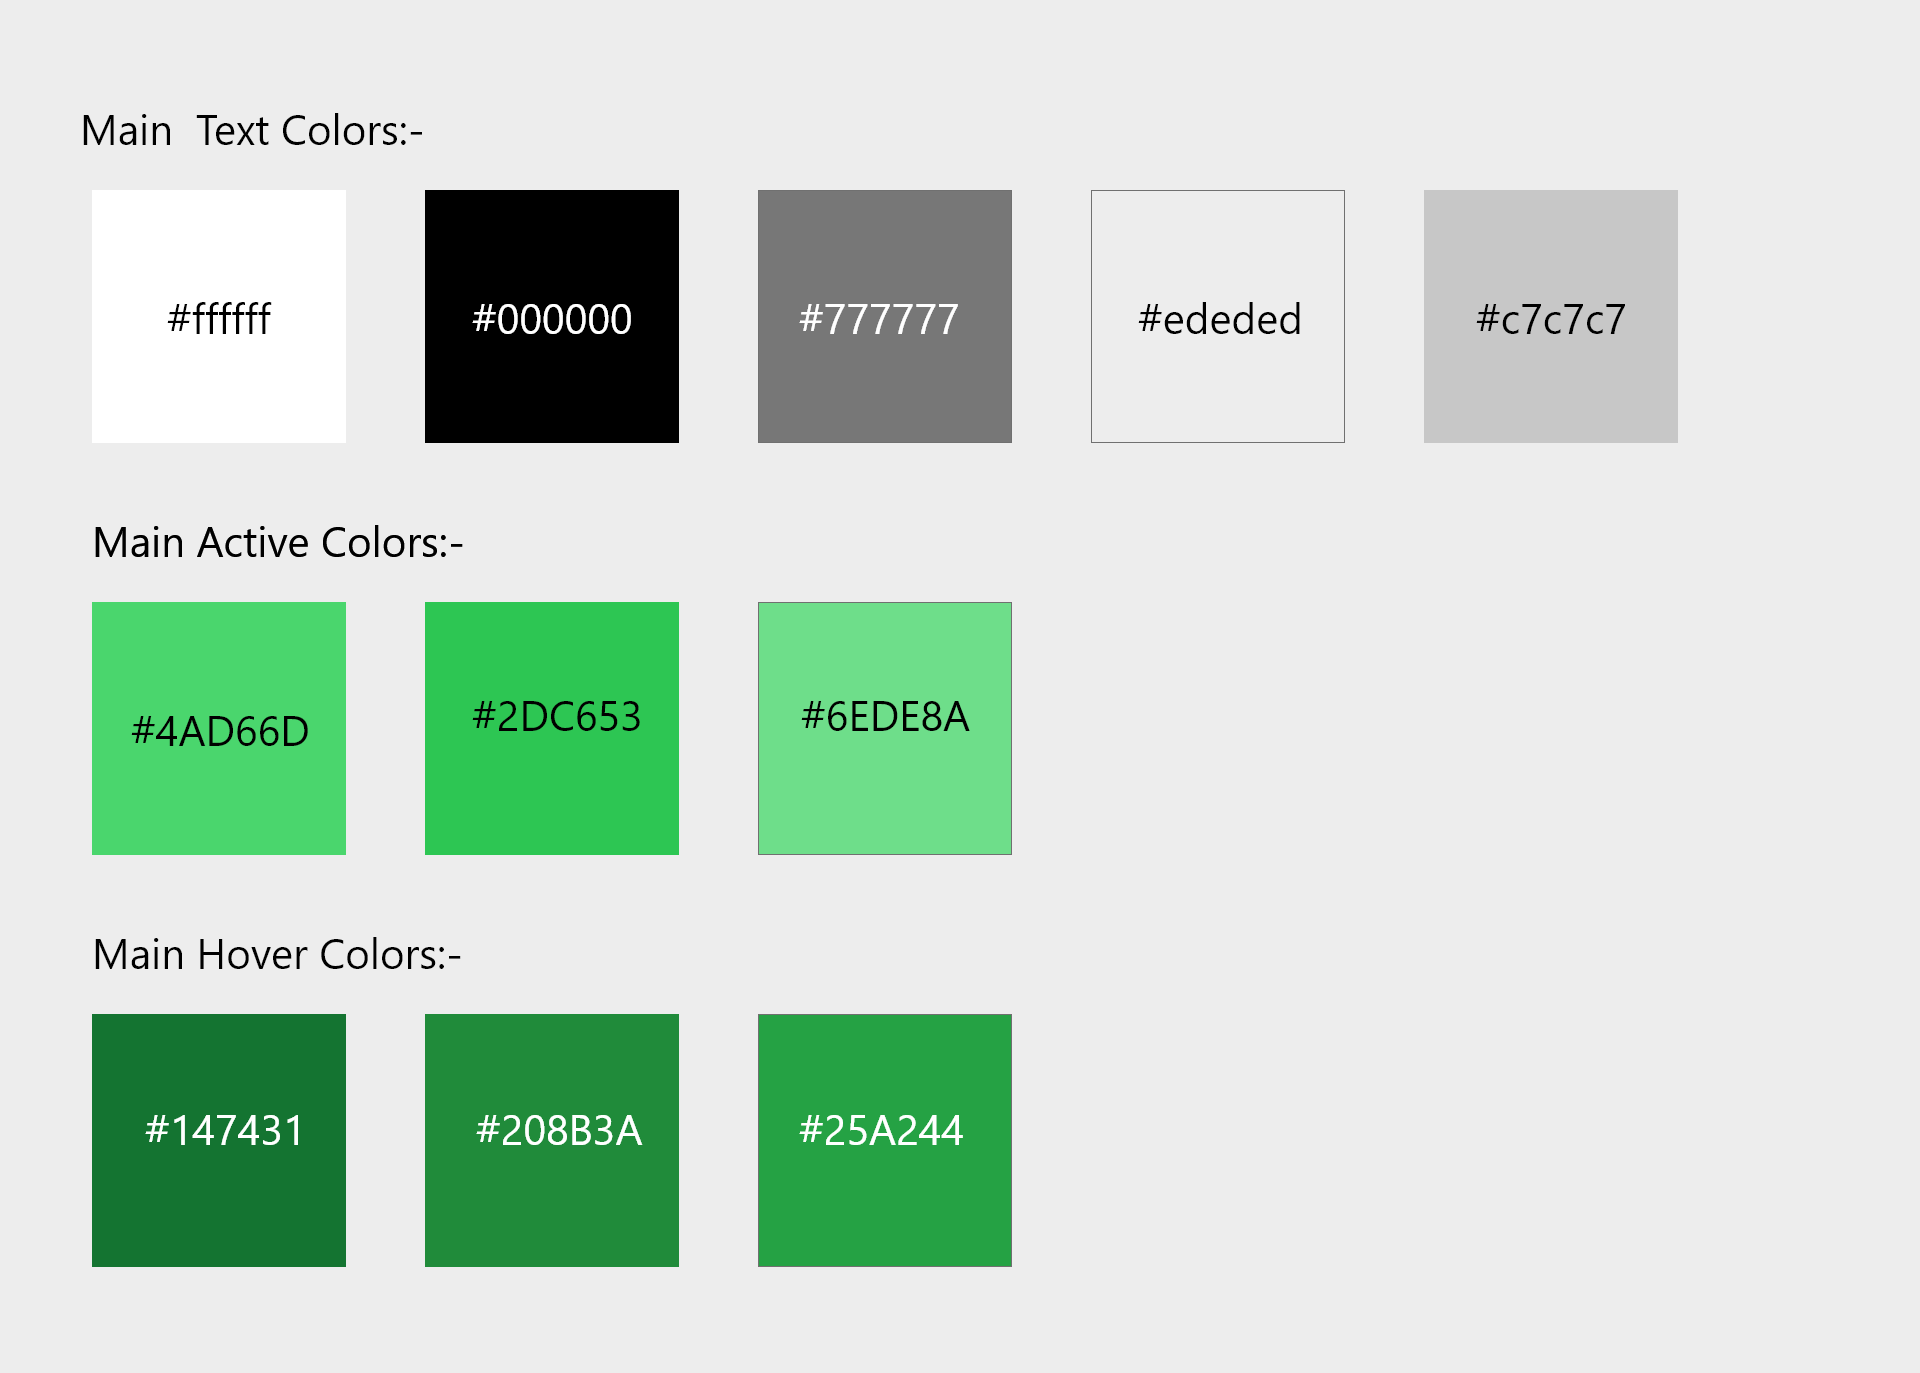 Main  Text Colors:-
#ffffff #000000 #777777 #ededed #c7c7c7
Main Active Colors:-
#4AD66D #2DC653 #6EDE8A
Main Hover Colors:-
#147431 #208B3A #25A244